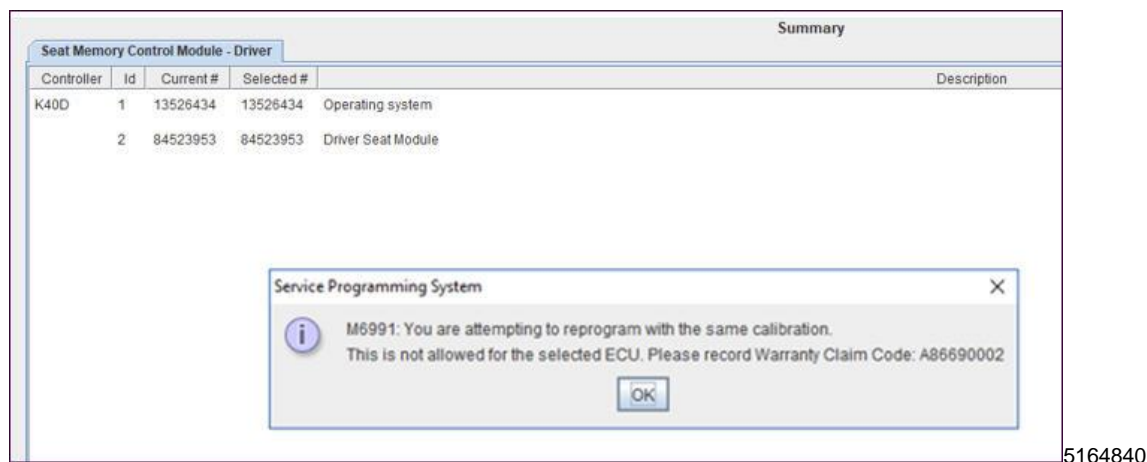 Summary
Seat Memory Control Module - Driver
Controller Id Current # Selected # Description
K40D 1 13526434 13526434 Operating system
2 84523953 84523953 Driver Seat Module
Service Programming System
M6991: You are attempting to reprogram with the same calibration.
This is not allowed for the selected ECU. Please record Warranty Claim Code: A86690002
OK
5164840